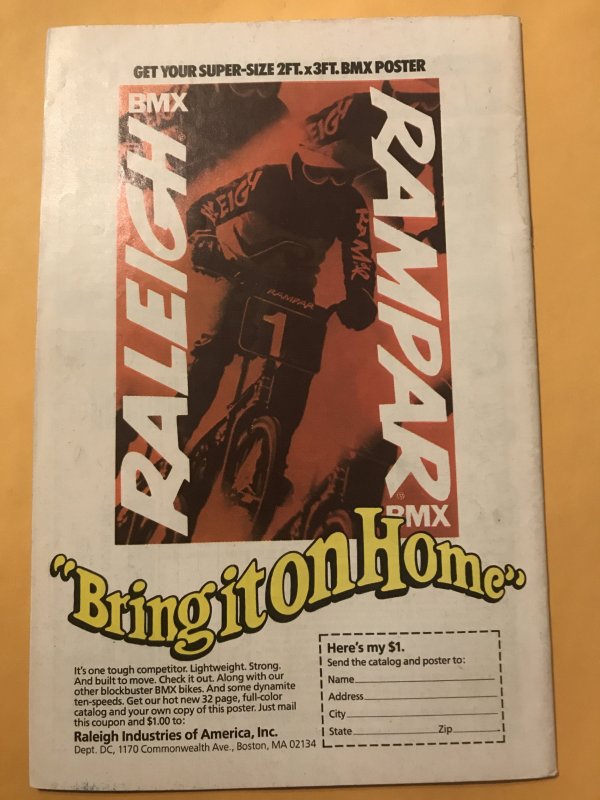 GET YOUR SUPER-SIZE 2FT. x 3FT. BMX POSTER
BMX
RALEIGH
RAMPAR
BMX
RALEIGH
RAMPAR
1
"Bring it on Home"
It's one tough competitor. Lightweight. Strong.
And built to move. Check it out. Along with our
other blockbuster BMX bikes. And some dynamite
ten-speeds. Get our hot new 32 page, full-color
catalog and your own copy of this poster. Just mail
this coupon and $1.00 to:
Raleigh Industries of America, Inc.
Dept. DC, 1170 Commonwealth Ave., Boston, MA 02134
Here's my $1.
Send the catalog and poster to:
Name
Address
City
State Zip